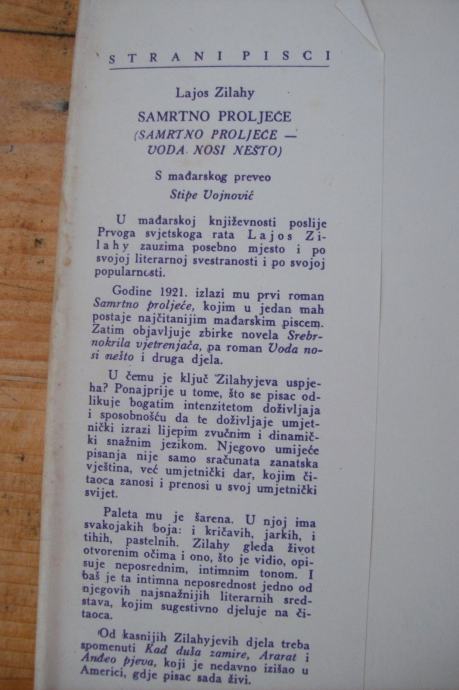 STRANI PISCI
Lajos Zilahy
SAMRTNO PROLJEĆE
(SAMRTNO PROLJEĆE —
VODA NOSI NEŠTO)
S mađarskog preveo
Stipe Vojnović
U mađarskoj književnosti poslije
Prvoga svjetskoga rata Lajos Zi-
lahy zauzima posebno mjesto i po
svojoj literarnoj svestranosti i po svojoj
popularnosti.
Godine 1921. izlazi mu prvi roman
Samrtno proljeće, kojim u jedan mah
postaje najčitanijim mađarskim piscem.
Zatim objavljuje zbirke novela Srebr-
nokrila vjetrenjača, pa roman Voda no-
si nešto i druga djela.
U čemu je ključ Zilahyjeva uspje-
ha? Ponajprije u tome, što se pisac od-
likuje bogatim intenzitetom doživljaja
i sposobnošću da te doživljaje umjet-
nički izrazi lijepim zvučnim i dinamič-
ki snažnim jezikom. Njegovo umijeće
pisanja nije samo sračunata zanatska
vještina, već umjetnički dar, kojim či-
taoca zanosi i prenosi u svoj umjetnički
svijet.
Paleta mu je šarena. U njoj ima
svakojakih boja: i kričavih, jarkih, i
tihih, pastelnih. Zilahy gleda život
otvorenim očima i ono, što je vidio, opi-
suje neposrednim, intimnim tonom. I
baš je ta intimna neposrednost jedno od
njegovih najsnažnijih literarnih sred-
stava, kojim sugestivno djeluje na či-
taoca.
Od kasnijih Zilahyjevih djela treba
spomenuti Kad duša zamire, Ararat i
Anđeo pjeva, koji je nedavno izišao u
Americi, gdje pisac sada živi.